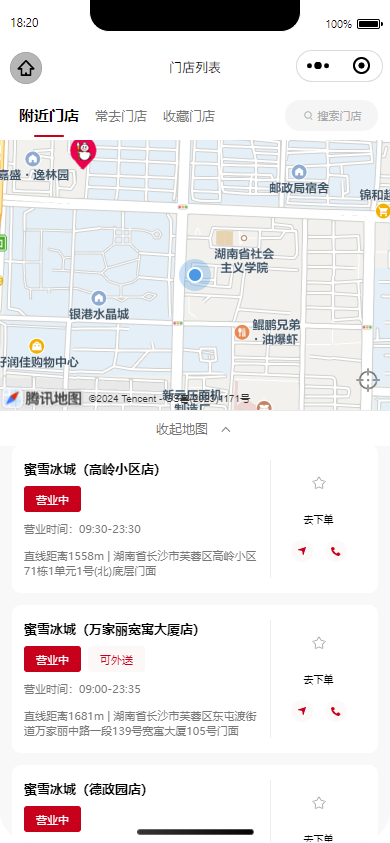 18:20
100%
门店列表
附近门店
常去门店
收藏门店
搜索门店
嘉盛·逸林园
邮政局宿舍
锦和超
湖南省社会
主义学院
银港水晶城
鲲鹏兄弟
·油爆虾
好润佳购物中心
腾讯地图
©2024 Tencent
收起地图
蜜雪冰城（高岭小区店）
营业中
营业时间：09:30-23:30
直线距离1558m | 湖南省长沙市芙蓉区高岭小区
71栋1单元1号(北)底层门面
去下单
蜜雪冰城（万家丽宽寓大厦店）
营业中
可外送
营业时间：09:00-23:35
直线距离1681m | 湖南省长沙市芙蓉区东屯渡街
道万家丽中路一段139号宽寓大厦105号门面
去下单
蜜雪冰城（德政园店）
营业中
去下单